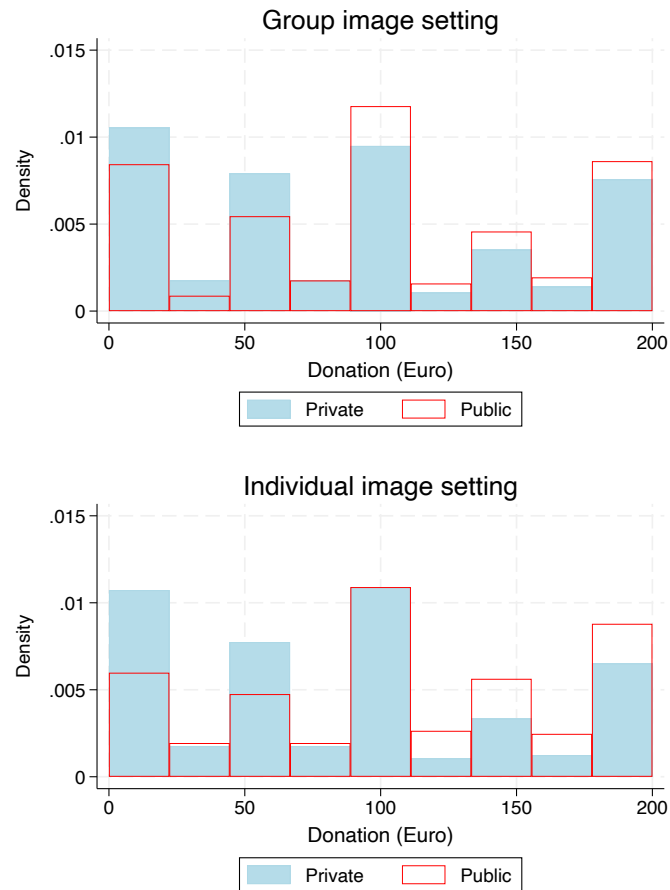 Group image setting
.015
.01
.005
0
Density
0 50 100 150 200
Donation (Euro)
Private Public
Individual image setting
.015
.01
.005
0
Density
0 50 100 150 200
Donation (Euro)
Private Public